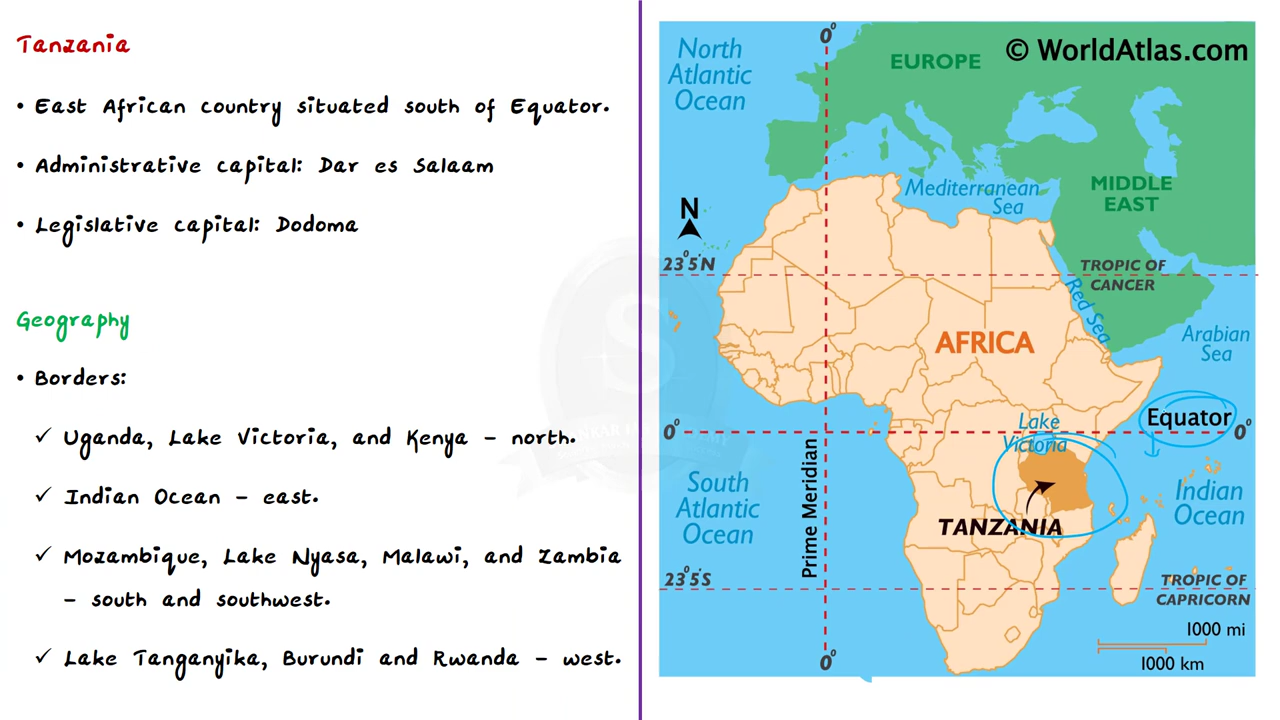 Tanzania
• East African country situated south of Equator.
• Administrative capital: Dar es Salaam
• Legislative capital: Dodoma
Geography
• Borders:
✓ Uganda, Lake Victoria, and Kenya – north.
✓ Indian Ocean – east.
✓ Mozambique, Lake Nyasa, Malawi, and Zambia
– south and southwest.
✓ Lake Tanganyika, Burundi and Rwanda – west.
0°
© WorldAtlas.com
North
Atlantic
Ocean
EUROPE
MIDDLE
EAST
Mediterranean
Sea
N
23°5'N
TROPIC OF
CANCER
Red Sea
Arabian
Sea
AFRICA
Equator
0°
0°
Lake
Victoria
Prime Meridian
South
Atlantic
Ocean
Indian
Ocean
TANZANIA
23°5'S
TROPIC OF
CAPRICORN
1000 mi
1000 km
0°